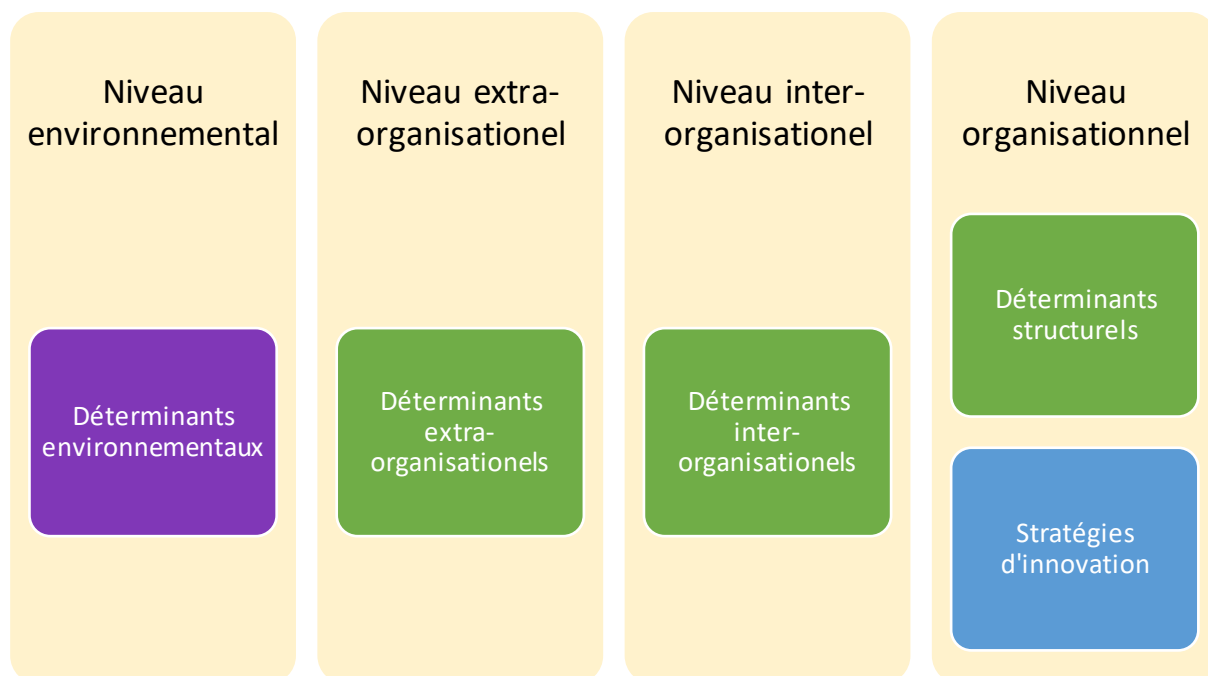 Niveau
environnemental
Déterminants
environnementaux
Niveau extra-
organisationel
Déterminants
extra-
organisationels
Niveau inter-
organisationel
Déterminants
inter-
organisationels
Niveau
organisationnel
Déterminants
structurels
Stratégies
d'innovation